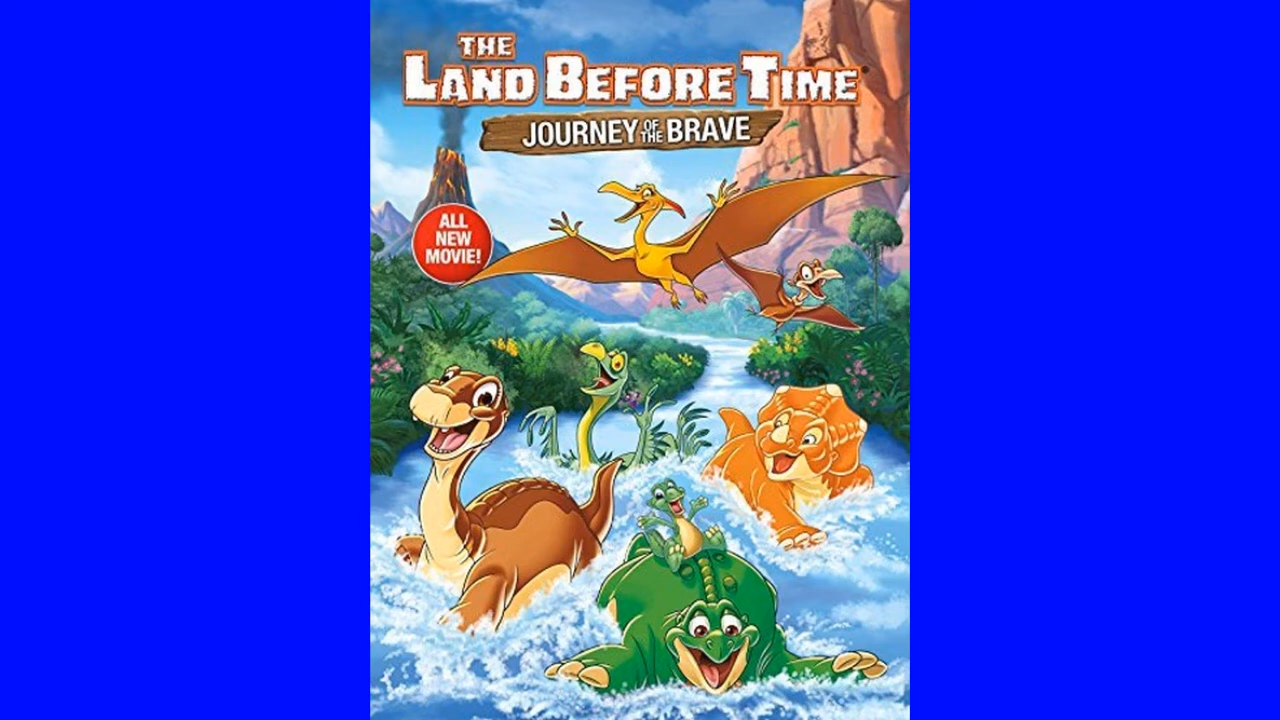 THE
LAND BEFORE TIME
JOURNEY OF THE BRAVE
ALL
NEW
MOVIE!